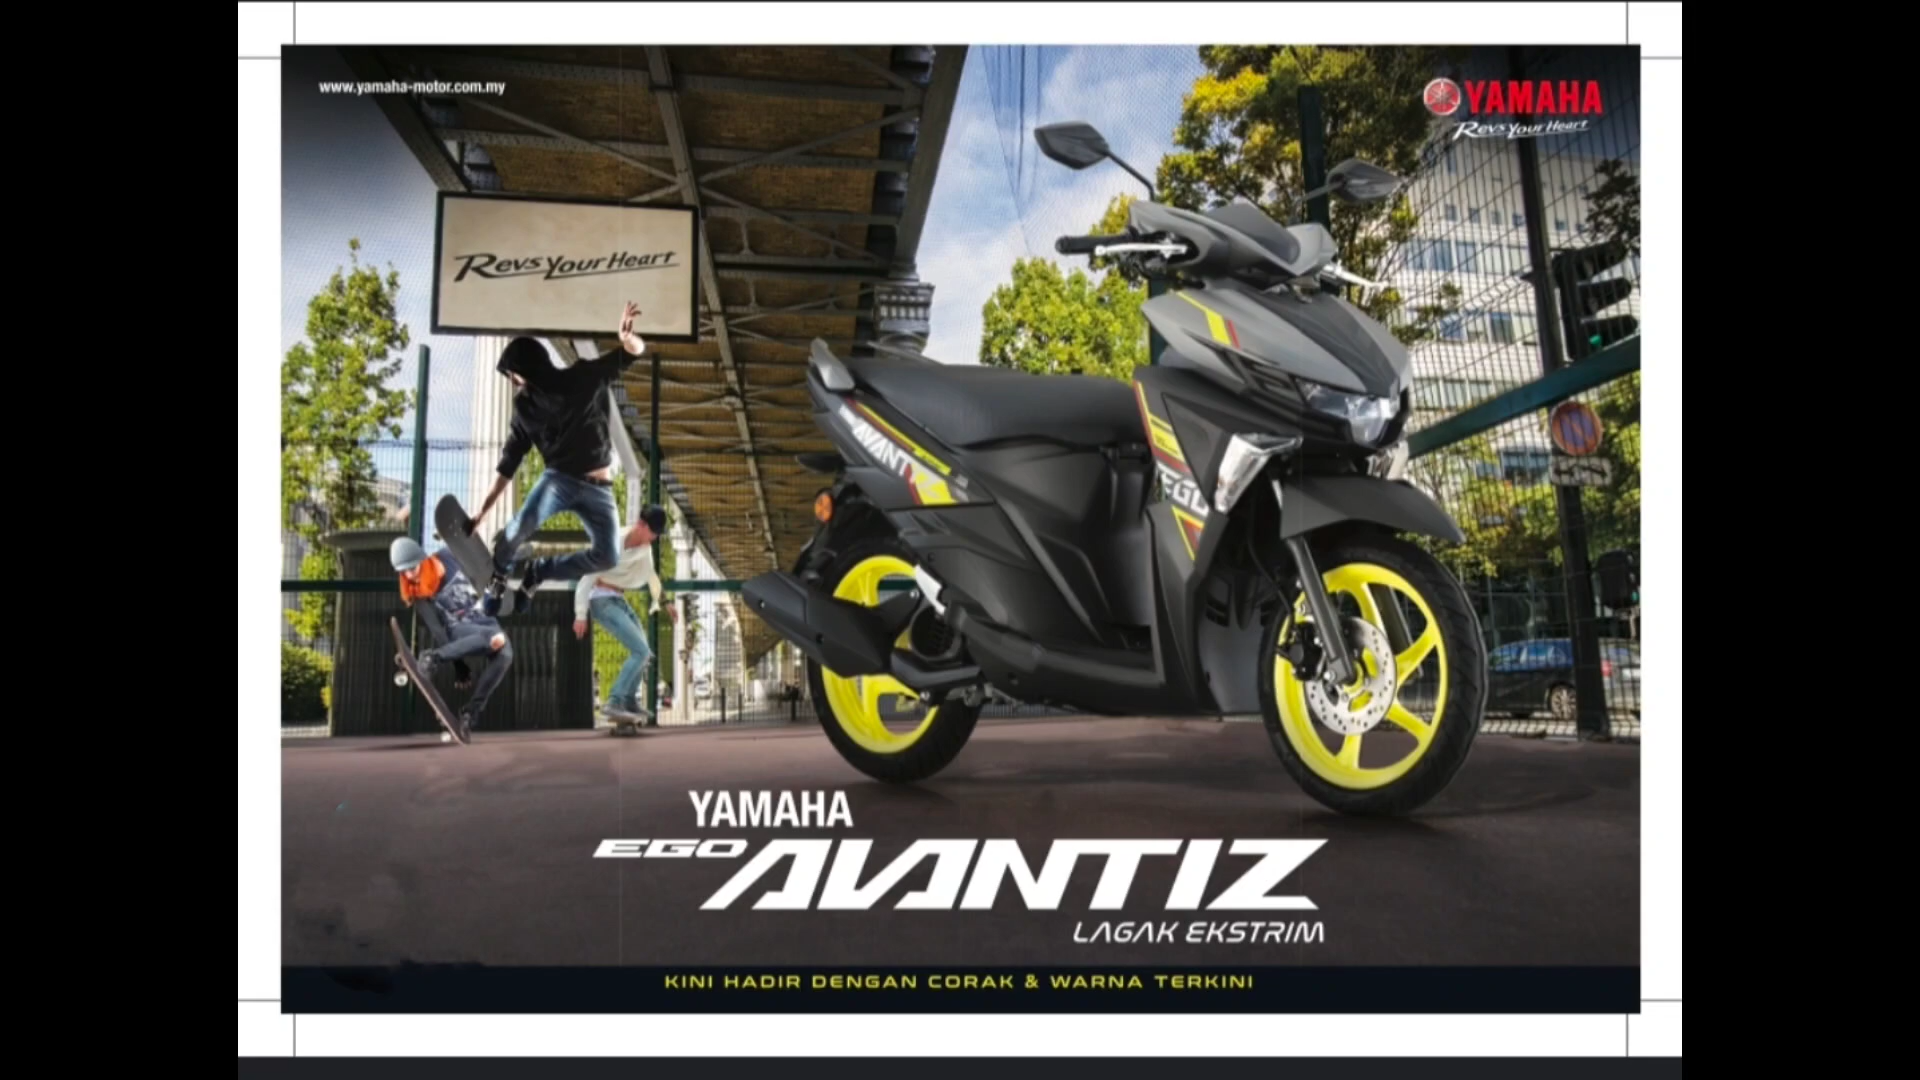 www.yamaha-motor.com.my
YAMAHA
Revs Your Heart
Revs Your Heart
AVANTIZ
EGO
YAMAHA
EGO AVANTIZ
LAGAK EKSTRIM
KINI HADIR DENGAN CORAK & WARNA TERKINI